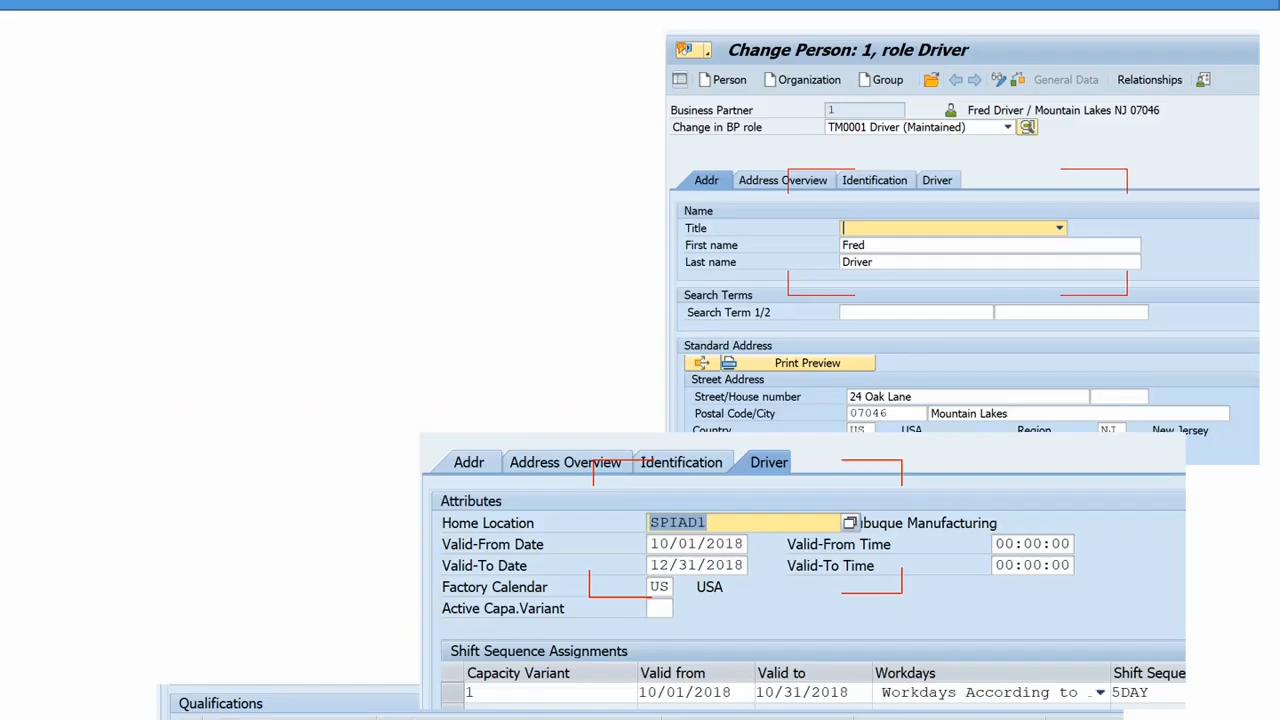 Change Person: 1, role Driver
Person Organization Group General Data Relationships
Business Partner 1 Fred Driver / Mountain Lakes NJ 07046
Change in BP role TM0001 Driver (Maintained)
Addr Address Overview Identification Driver
Name
Title
First name Fred
Last name Driver
Search Terms
Search Term 1/2
Standard Address
Print Preview
Street Address
Street/House number 24 Oak Lane
Postal Code/City 07046 Mountain Lakes
Country US USA Region NJ New Jersey
Addr Address Overview Identification Driver
Attributes
Home Location SPIAD1 buque Manufacturing
Valid-From Date 10/01/2018 Valid-From Time 00:00:00
Valid-To Date 12/31/2018 Valid-To Time 00:00:00
Factory Calendar US USA
Active Capa.Variant
Shift Sequence Assignments
Capacity Variant Valid from Valid to Workdays Shift Seque
1 10/01/2018 10/31/2018 Workdays According to . 5DAY
Qualifications